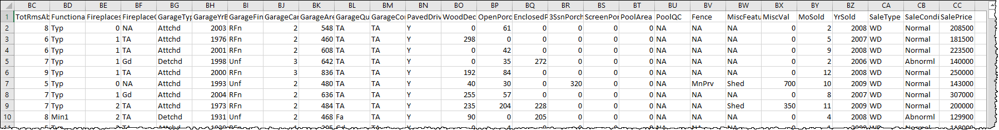 BC BD BE BF BG BH BI BJ BK BL BM BN BO BP BQ BR BS BT BU BV BW BX BY BZ CA CB CC
1 TotRmsAb Functiona Fireplaces FireplaceQ GarageTyp GarageYrB GarageFin GarageCar GarageAre GarageQu GarageCon PavedDriv WoodDec OpenPorc EnclosedP 3SsnPorch ScreenPor PoolArea PoolQC Fence MiscFeatu MiscVal MoSold YrSold SaleType SaleCondi SalePrice
2 8 Typ 0 NA Attchd 2003 RFn 2 548 TA TA Y 0 61 0 0 0 0 NA NA NA 0 2 2008 WD Normal 208500
3 6 Typ 1 TA Attchd 1976 RFn 2 460 TA TA Y 298 0 0 0 0 0 NA NA NA 0 5 2007 WD Normal 181500
4 6 Typ 1 TA Attchd 2001 RFn 2 608 TA TA Y 0 42 0 0 0 0 NA NA NA 0 9 2008 WD Normal 223500
5 7 Typ 1 Gd Detchd 1998 Unf 3 642 TA TA Y 0 35 272 0 0 0 NA NA NA 0 2 2006 WD Abnorml 140000
6 9 Typ 1 TA Attchd 2000 RFn 3 836 TA TA Y 192 84 0 0 0 0 NA NA NA 0 12 2008 WD Normal 250000
7 5 Typ 0 NA Attchd 1993 Unf 2 480 TA TA Y 40 30 0 320 0 0 NA MnPrv Shed 700 10 2009 WD Normal 143000
8 7 Typ 1 Gd Attchd 2004 RFn 2 636 TA TA Y 255 57 0 0 0 0 NA NA NA 0 8 2007 WD Normal 307000
9 7 Typ 2 TA Attchd 1973 RFn 2 484 TA TA Y 235 204 228 0 0 0 NA NA Shed 350 11 2009 WD Normal 200000
10 8 Min1 2 TA Detchd 1931 Unf 2 468 Fa TA Y 90 0 205 0 0 0 NA NA NA 0 4 2008 WD Abnorml 129900